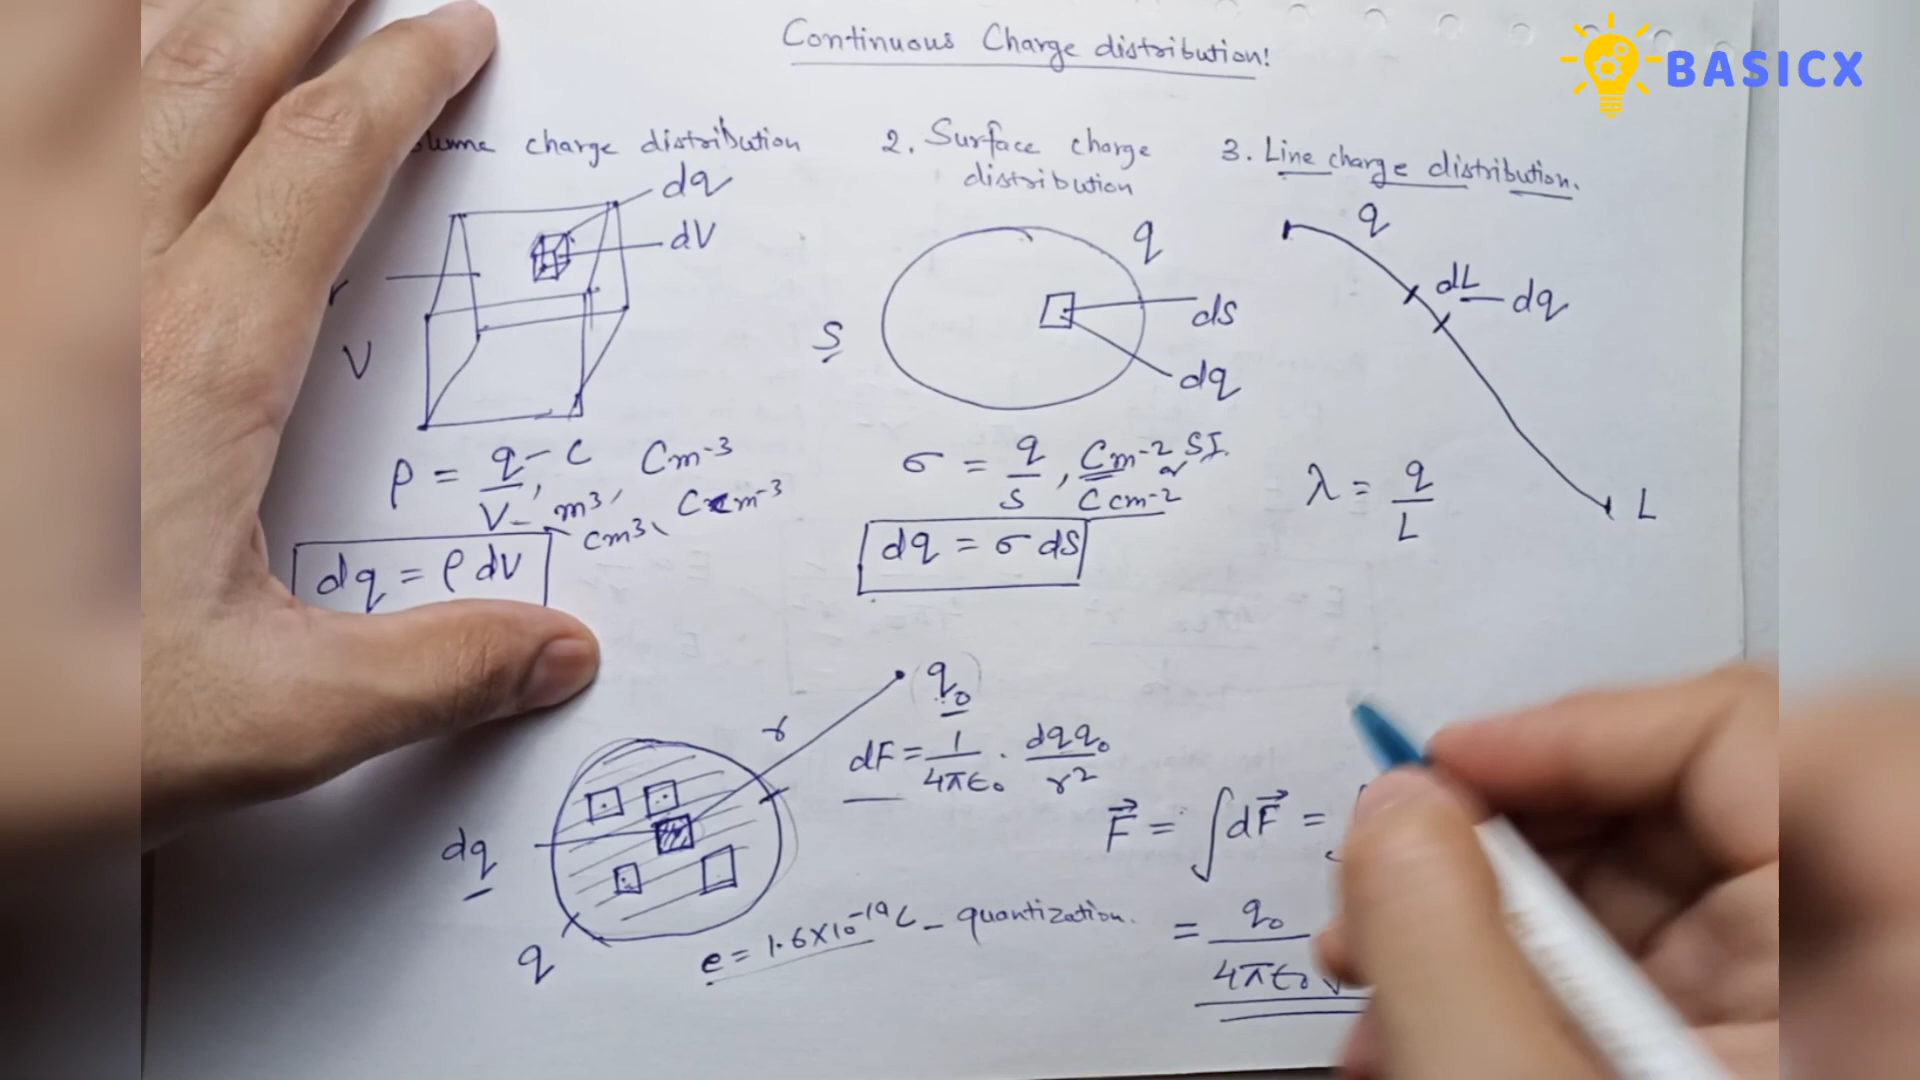 Continuous Charge distribution!
BASICX
charge distribution
dq
dV
V
ρ = q/V, - C/m³, Cm⁻³
cm³, C cm⁻³
dq = ρ dV
2. Surface charge
distribution
q
S
dS
dq
σ = q/S, Cm⁻² SI.
or
C cm⁻²
dq = σ dS
3. Line charge distribution.
q
dL
dq
L
λ = q/L
q₀
r
dF = 1/4πε₀ · dq q₀/r²
dq
q
e = 1.6×10⁻¹⁹C - quantization.
F⃗ = ∫dF⃗ =
= q₀/4πε₀